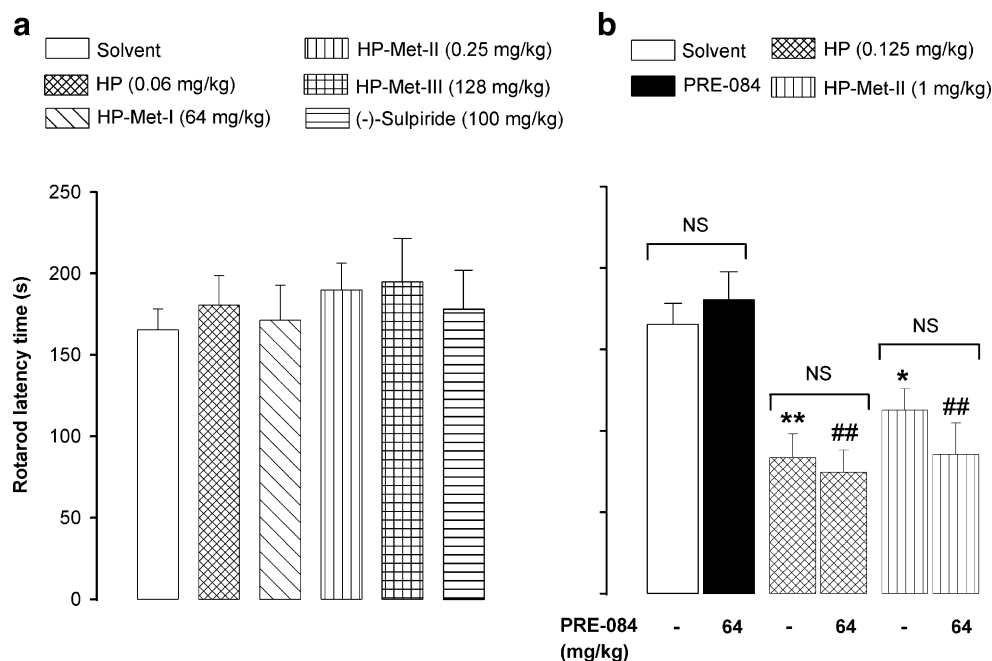 a
Solvent
HP (0.06 mg/kg)
HP-Met-I (64 mg/kg)
HP-Met-II (0.25 mg/kg)
HP-Met-III (128 mg/kg)
(-)-Sulpiride (100 mg/kg)
Rotarod latency time (s)
250
200
150
100
50
0
b
Solvent
PRE-084
HP (0.125 mg/kg)
HP-Met-II (1 mg/kg)
NS
NS
NS
**
##
*
##
PRE-084 - 64 - 64 - 64
(mg/kg)